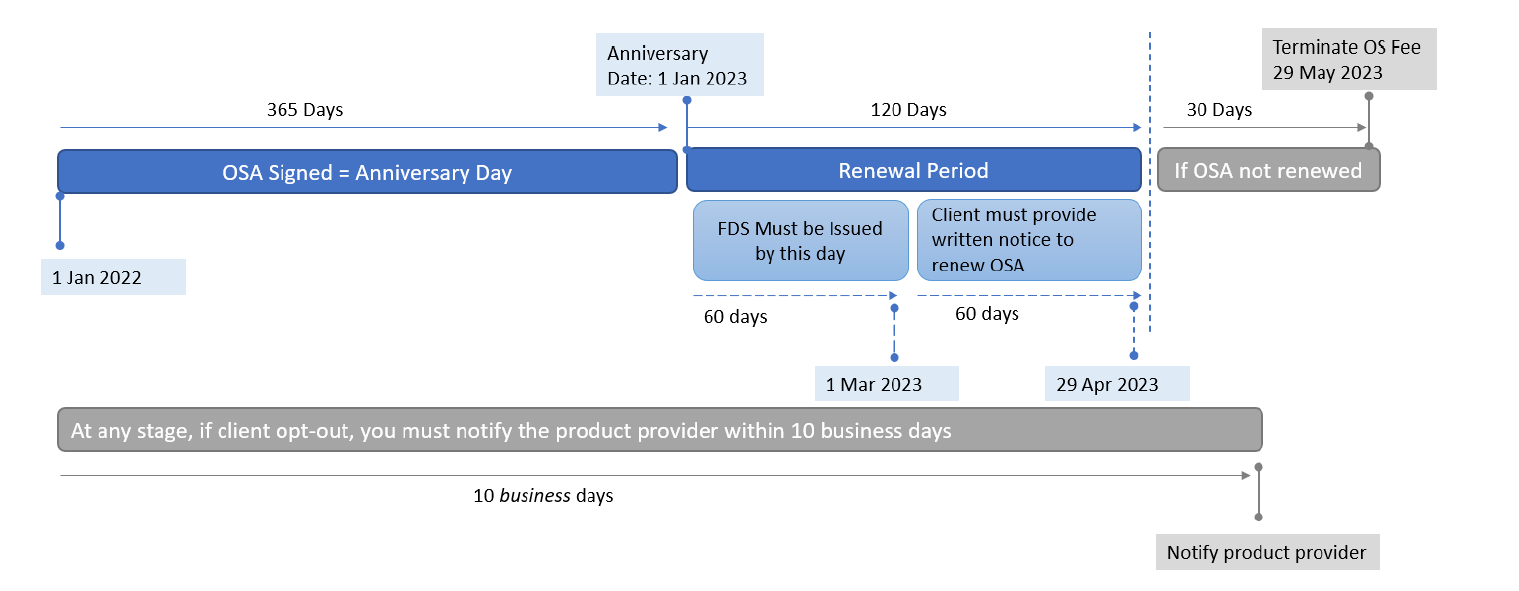 Anniversary
Date: 1 Jan 2023
Terminate OS Fee
29 May 2023
365 Days
120 Days
30 Days
OSA Signed = Anniversary Day
Renewal Period
If OSA not renewed
FDS Must be Issued
by this day
Client must provide
written notice to
renew OSA
1 Jan 2022
60 days
60 days
1 Mar 2023
29 Apr 2023
At any stage, if client opt-out, you must notify the product provider within 10 business days
10 business days
Notify product provider